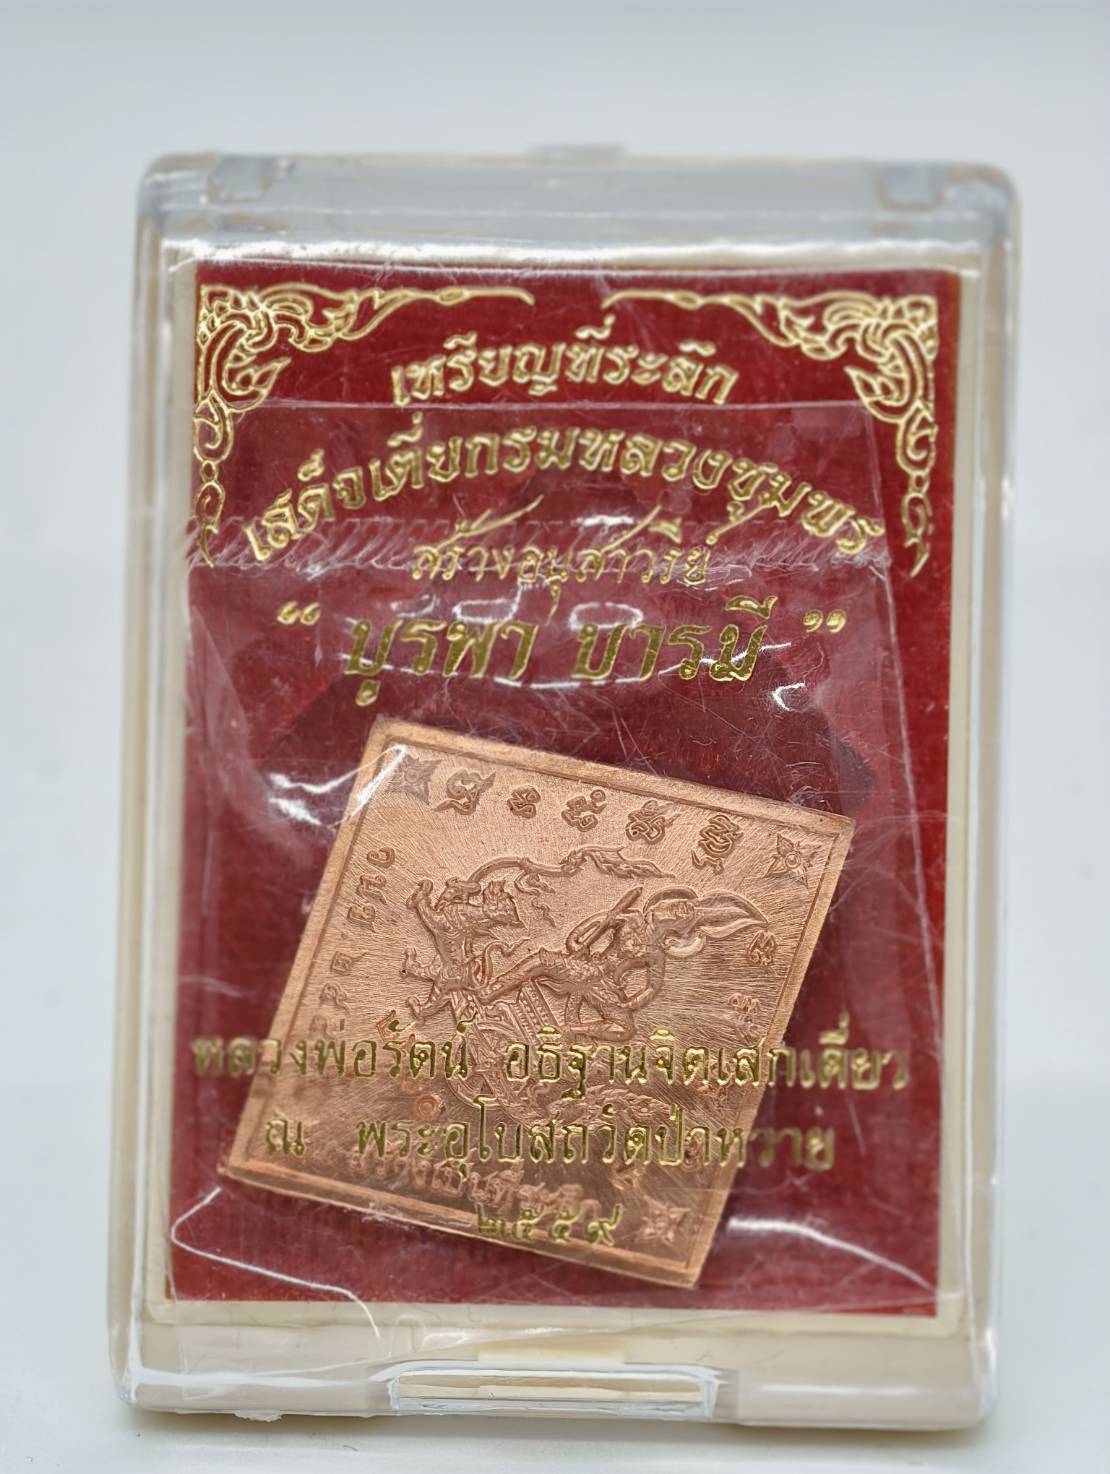 เหรียญที่ระลึก
เสด็จเตี่ยกรมหลวงชุมพร
สร้างอนุสาวรีย์
“ บูรพา บารมี ”
หลวงพ่อรัตน์ อธิฐานจิตเสกเดี่ยว
ณ พระอุโบสถวัดป่าหวาย
๒๕๕๙